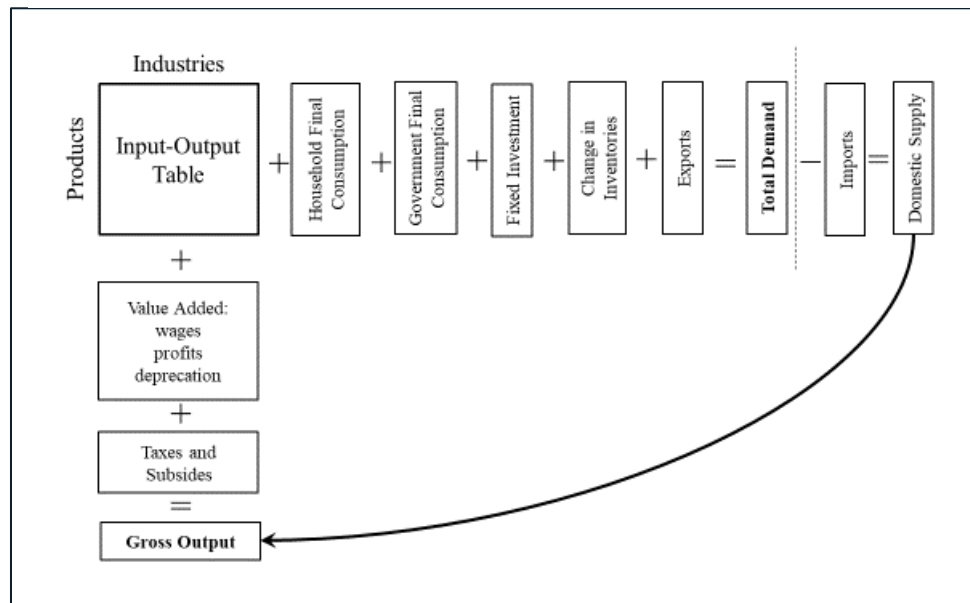 Industries
Products
Input-Output
Table
+
Household Final
Consumption
+
Government Final
Consumption
+
Fixed Investment
+
Change in
Inventories
+
Exports
=
Total Demand
−
Imports
=
Domestic Supply
+
Value Added:
wages
profits
deprecation
+
Taxes and
Subsides
=
Gross Output